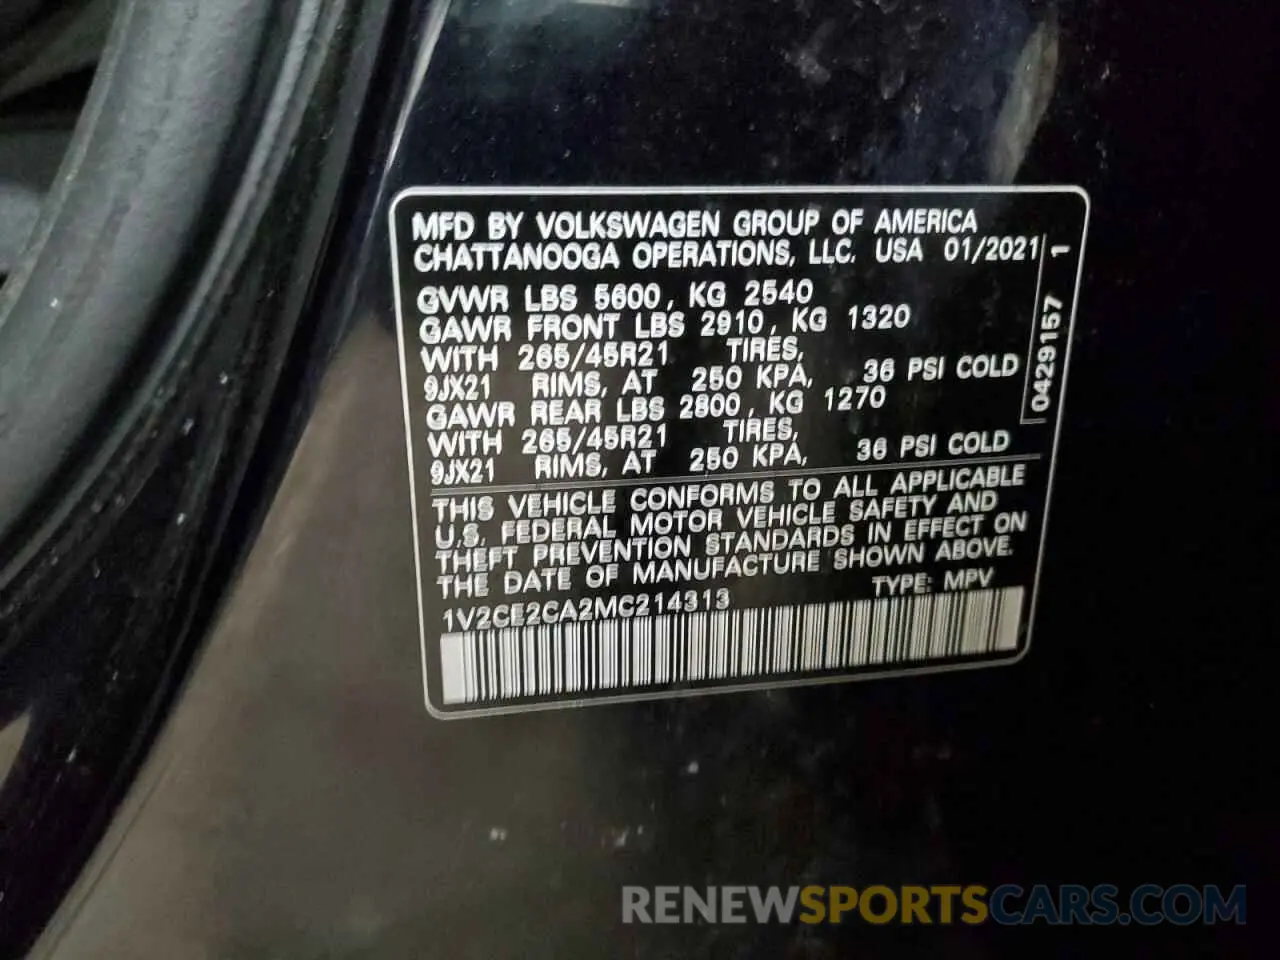 MFD BY VOLKSWAGEN GROUP OF AMERICA
CHATTANOOGA OPERATIONS, LLC. USA 01/2021
GVWR LBS 5600, KG 2540
GAWR FRONT LBS 2910, KG 1320
WITH 265/45R21 TIRES,
9JX21 RIMS, AT 250 KPA, 36 PSI COLD
GAWR REAR LBS 2800, KG 1270
WITH 265/45R21 TIRES,
9JX21 RIMS, AT 250 KPA, 36 PSI COLD
THIS VEHICLE CONFORMS TO ALL APPLICABLE
U.S. FEDERAL MOTOR VEHICLE SAFETY AND
THEFT PREVENTION STANDARDS IN EFFECT ON
THE DATE OF MANUFACTURE SHOWN ABOVE.
1V2CE2CA2MC214313 TYPE: MPV
0429157 1
RENEWSPORTSCARS.COM